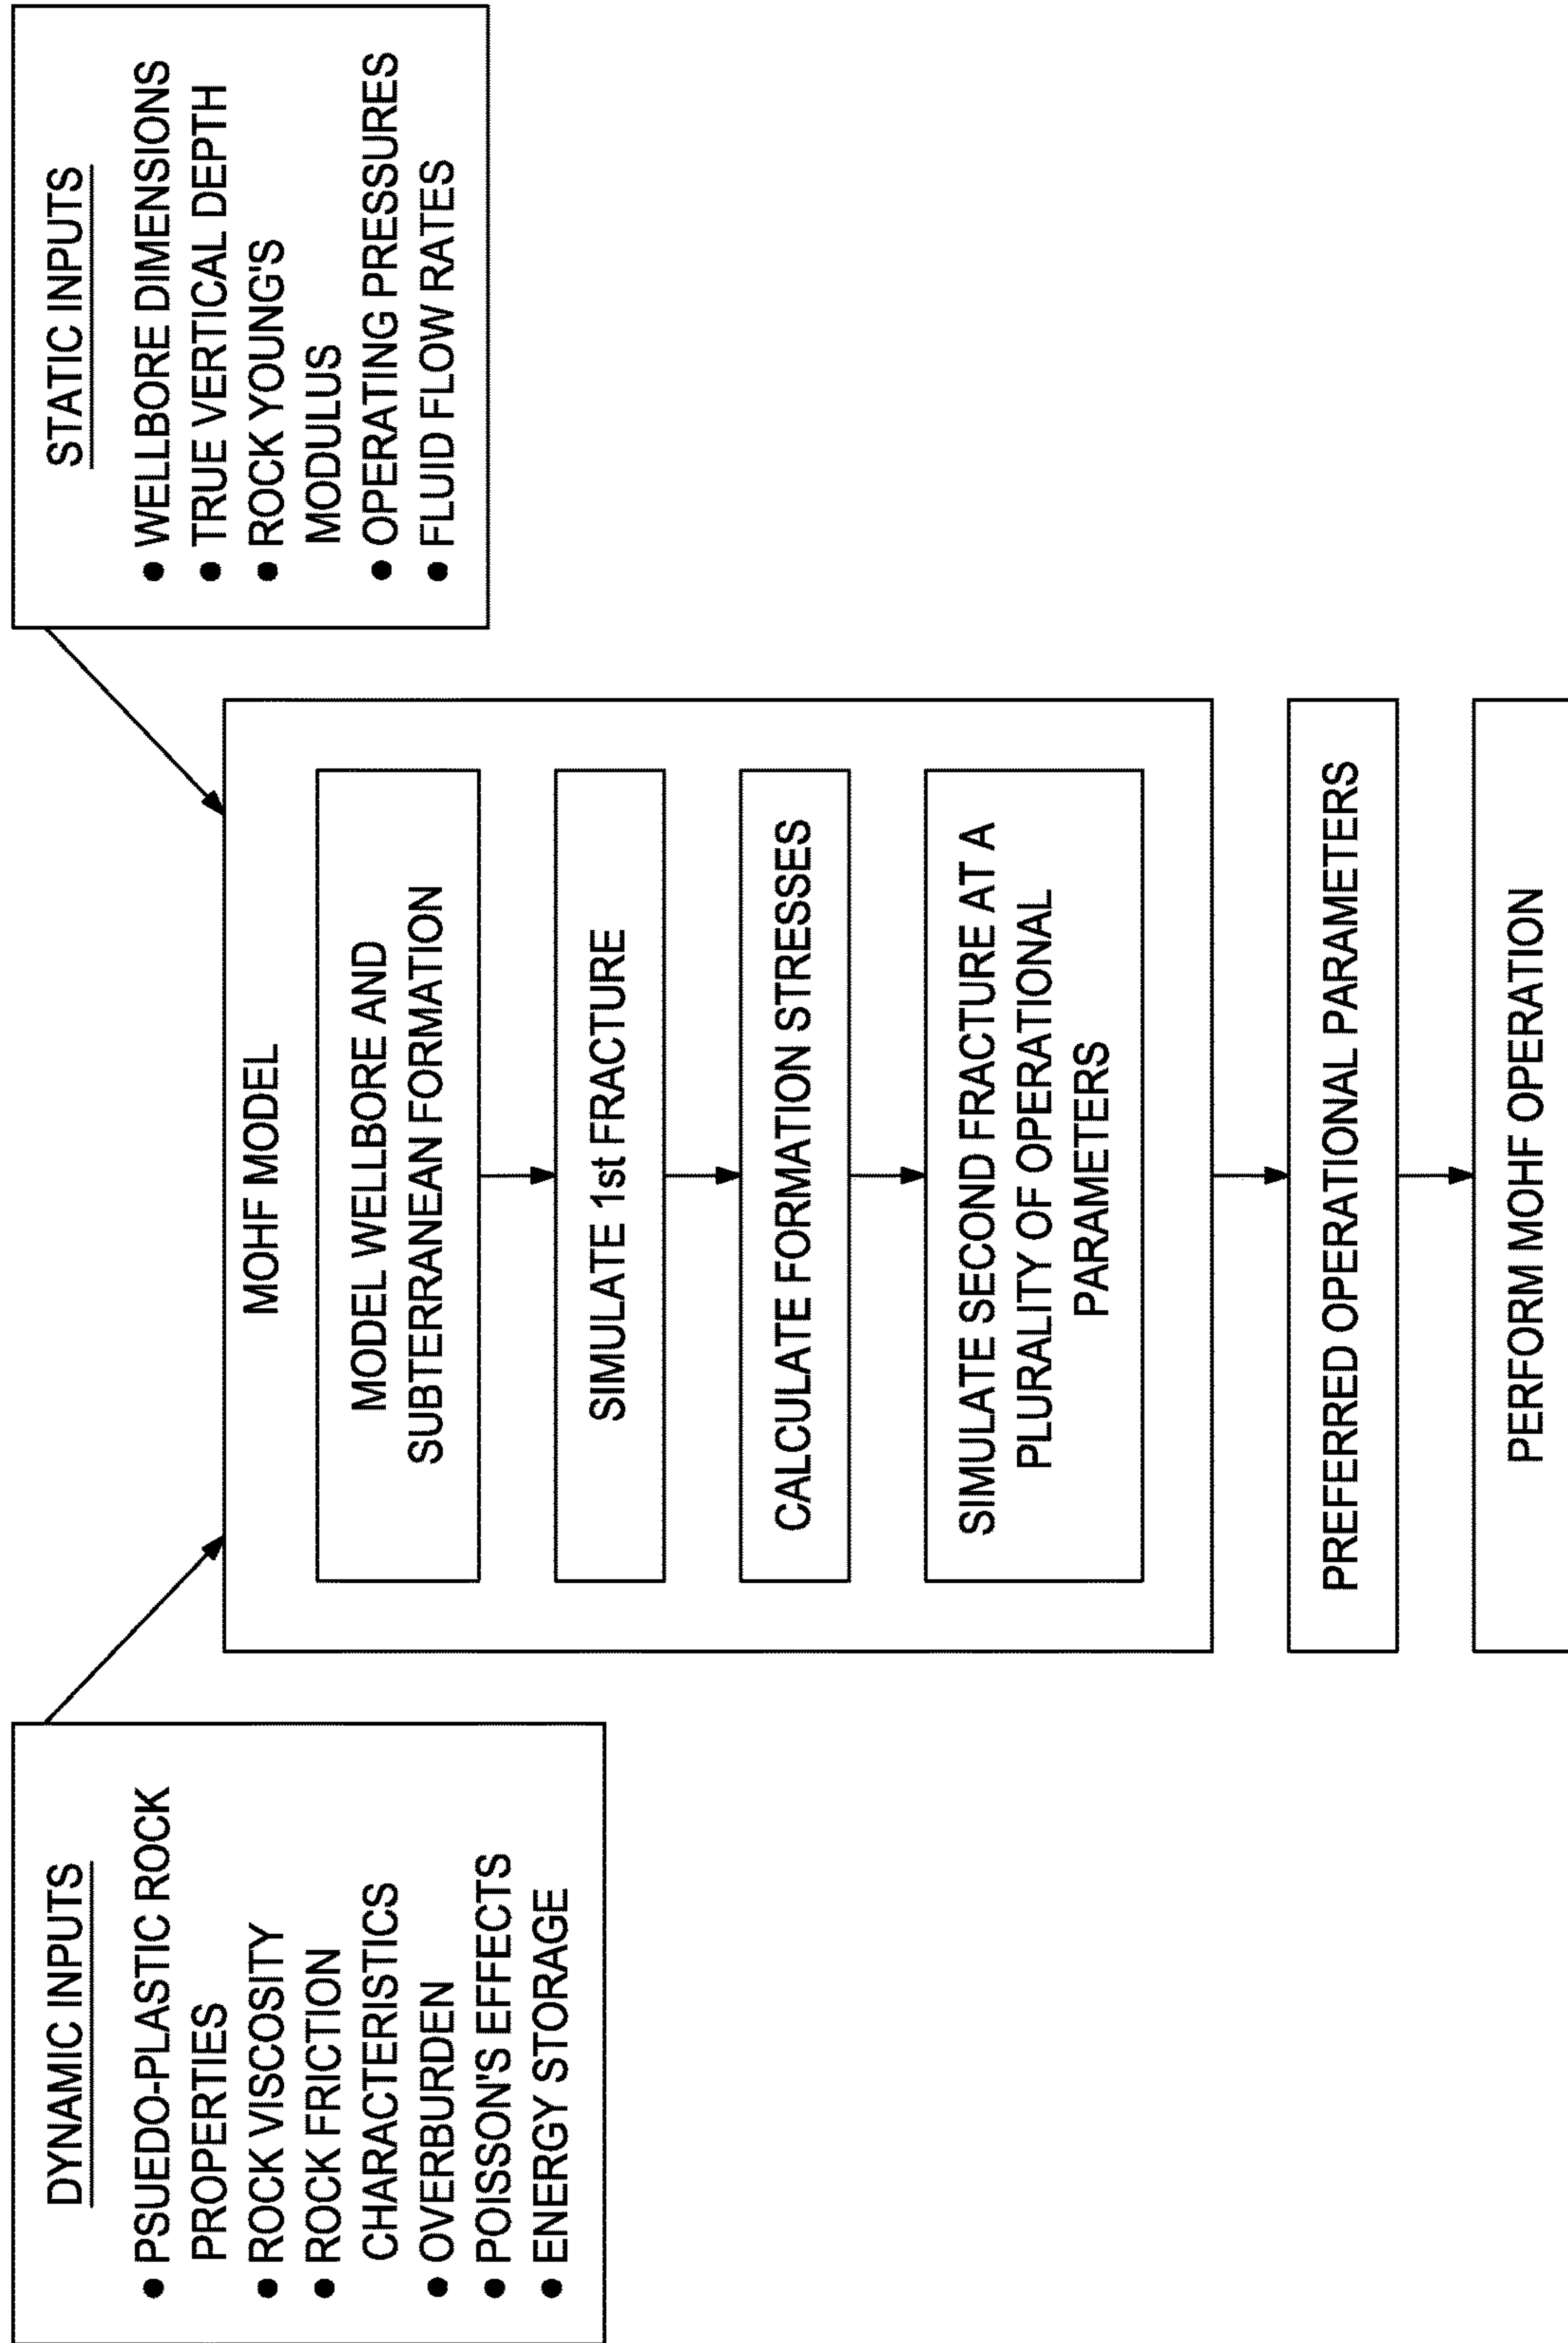 DYNAMIC INPUTS
● PSUEDO-PLASTIC ROCK
PROPERTIES
● ROCK VISCOSITY
● ROCK FRICTION
CHARACTERISTICS
● OVERBURDEN
● POISSON'S EFFECTS
● ENERGY STORAGE
STATIC INPUTS
● WELLBORE DIMENSIONS
● TRUE VERTICAL DEPTH
● ROCK YOUNG'S
MODULUS
● OPERATING PRESSURES
● FLUID FLOW RATES
MOHF MODEL
MODEL WELLBORE AND
SUBTERRANEAN FORMATION
SIMULATE 1st FRACTURE
CALCULATE FORMATION STRESSES
SIMULATE SECOND FRACTURE AT A
PLURALITY OF OPERATIONAL
PARAMETERS
PREFERRED OPERATIONAL PARAMETERS
PERFORM MOHF OPERATION